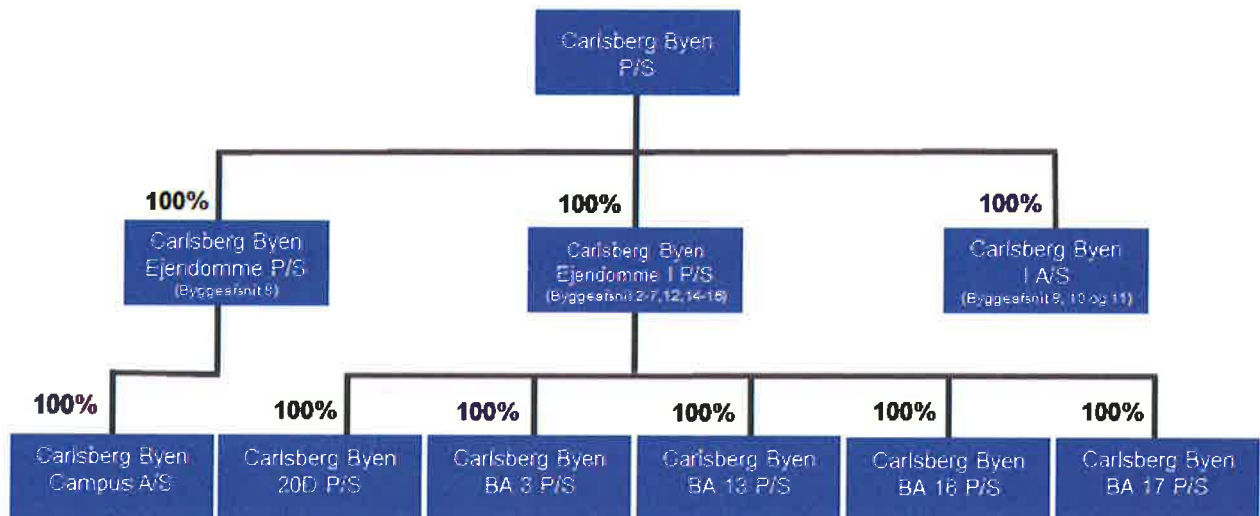 Carlsberg Byen
P/S
100%
100%
100%
Carlsberg Byen
Ejendomme P/S
(Byggeafsnit 8)
Carlsberg Byen
Ejendomme I P/S
(Byggeafsnit 2-7,12,14-16)
Carlsberg Byen
I A/S
(Byggeafsnit 9, 10 og 11)
100%
100%
100%
100%
100%
100%
Carlsberg Byen
Campus A/S
Carlsberg Byen
20D P/S
Carlsberg Byen
BA 3 P/S
Carlsberg Byen
BA 13 P/S
Carlsberg Byen
BA 16 P/S
Carlsberg Byen
BA 17 P/S